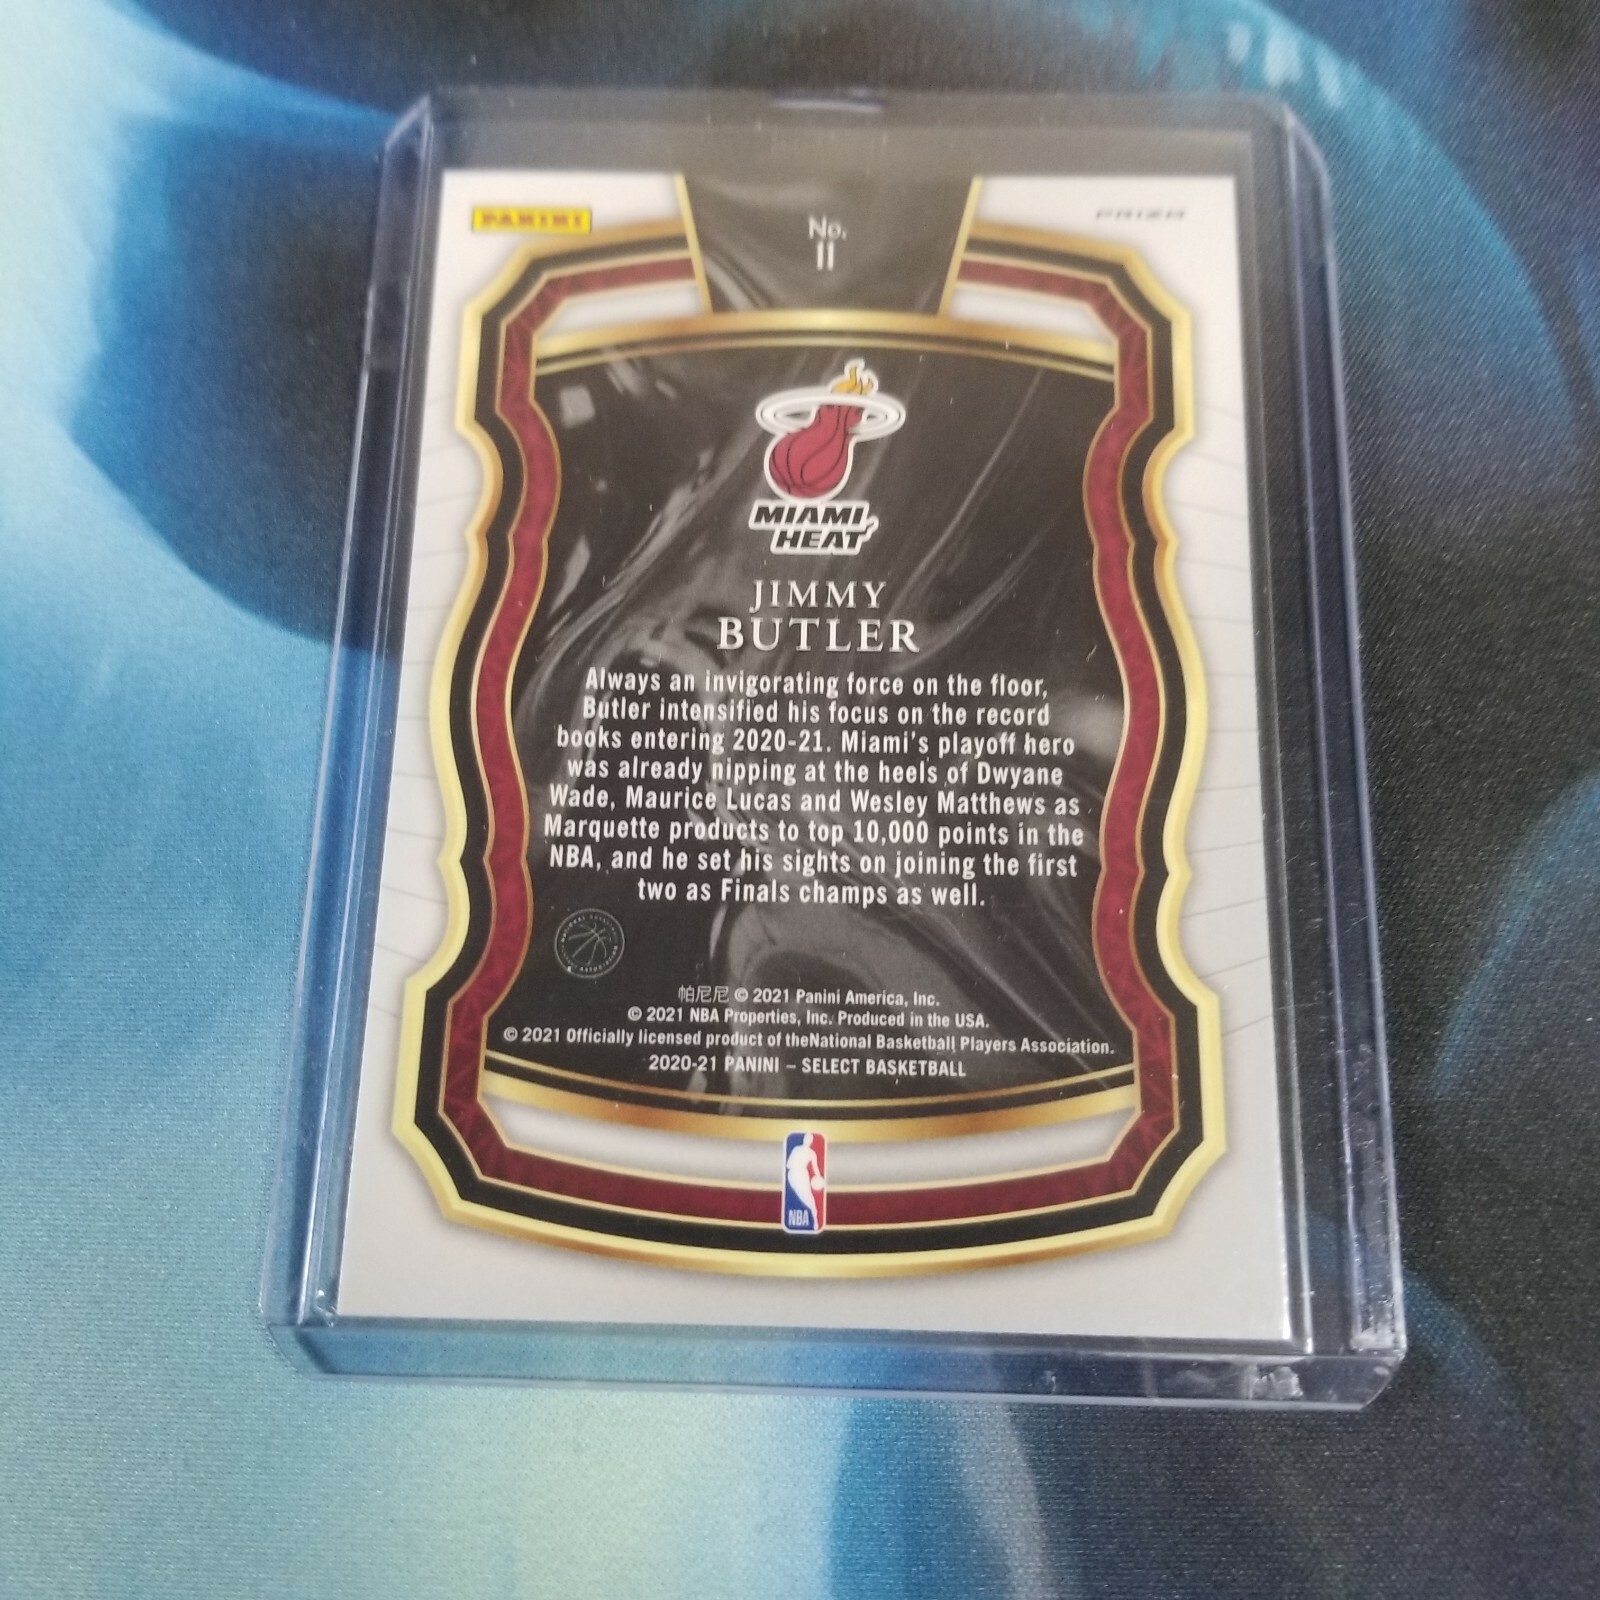 PANINI
PRIZM
No.
11
MIAMI
HEAT
JIMMY
BUTLER
Always an invigorating force on the floor,
Butler intensified his focus on the record
books entering 2020-21. Miami's playoff hero
was already nipping at the heels of Dwyane
Wade, Maurice Lucas and Wesley Matthews as
Marquette products to top 10,000 points in the
NBA, and he set his sights on joining the first
two as Finals champs as well.
帕尼尼 © 2021 Panini America, Inc.
© 2021 NBA Properties, Inc. Produced in the USA.
© 2021 Officially licensed product of theNational Basketball Players Association.
2020-21 PANINI – SELECT BASKETBALL
NBA